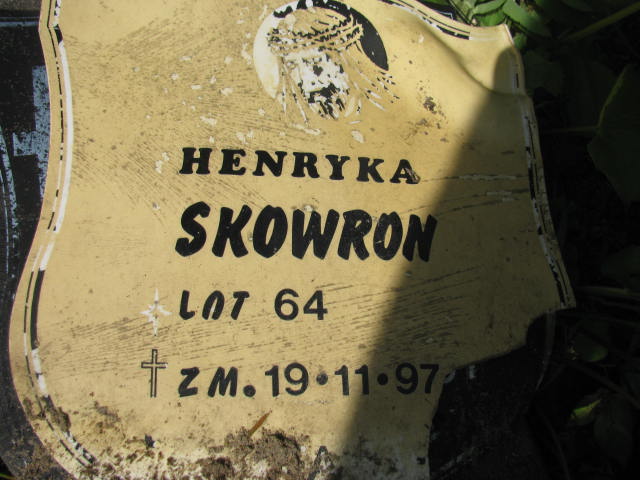 HENRYKA
SKOWRON
LAT 64
ZM. 19·11·97